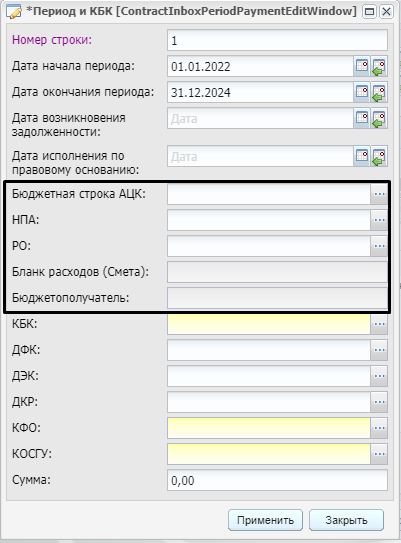 *Период и КБК [ContractInboxPeriodPaymentEditWindow]
Номер строки: 1
Дата начала периода: 01.01.2022
Дата окончания периода: 31.12.2024
Дата возникновения
задолженности: Дата
Дата исполнения по
правовому основанию: Дата
Бюджетная строка АЦК:
НПА:
РО:
Бланк расходов (Смета):
Бюджетополучатель:
КБК:
ДФК:
ДЭК:
ДКР:
КФО:
КОСГУ:
Сумма: 0,00
Применить Закрыть